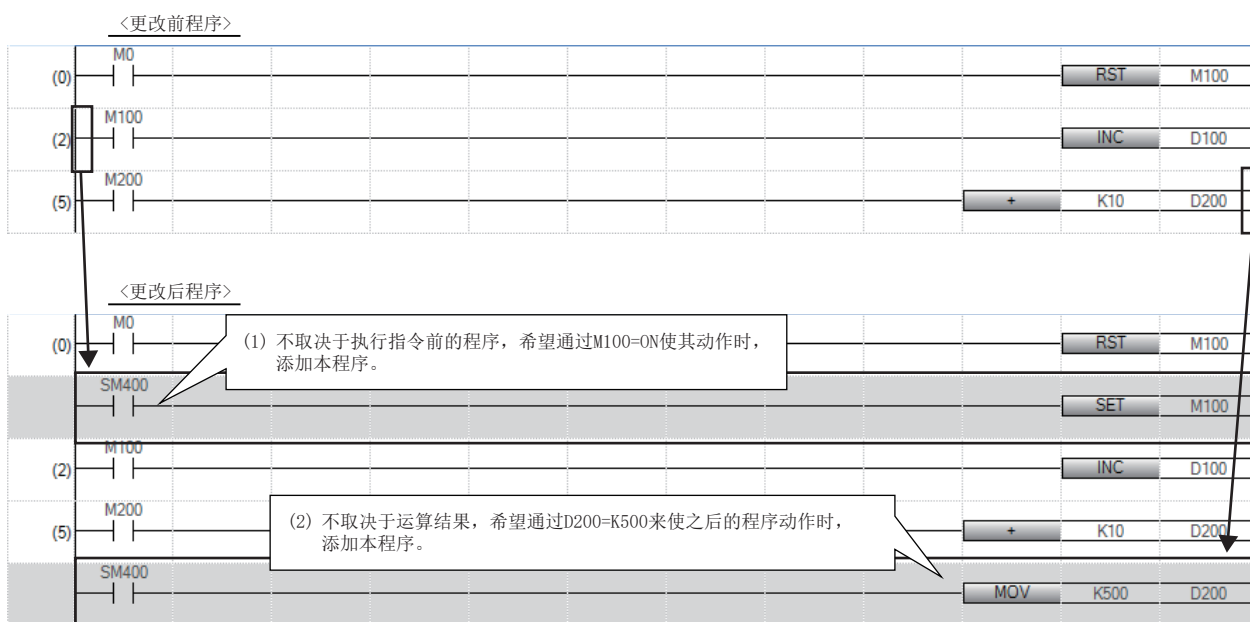 <更改前程序>
M0
(0) RST M100
M100
(2) INC D100
M200
(5) + K10 D200
<更改后程序>
M0
(0) RST M100
(1) 不取决于执行指令前的程序，希望通过M100=ON使其动作时，
添加本程序。
SM400
SET M100
M100
(2) INC D100
M200
(5) + K10 D200
(2) 不取决于运算结果，希望通过D200=K500来使之后的程序动作时，
添加本程序。
SM400
MOV K500 D200